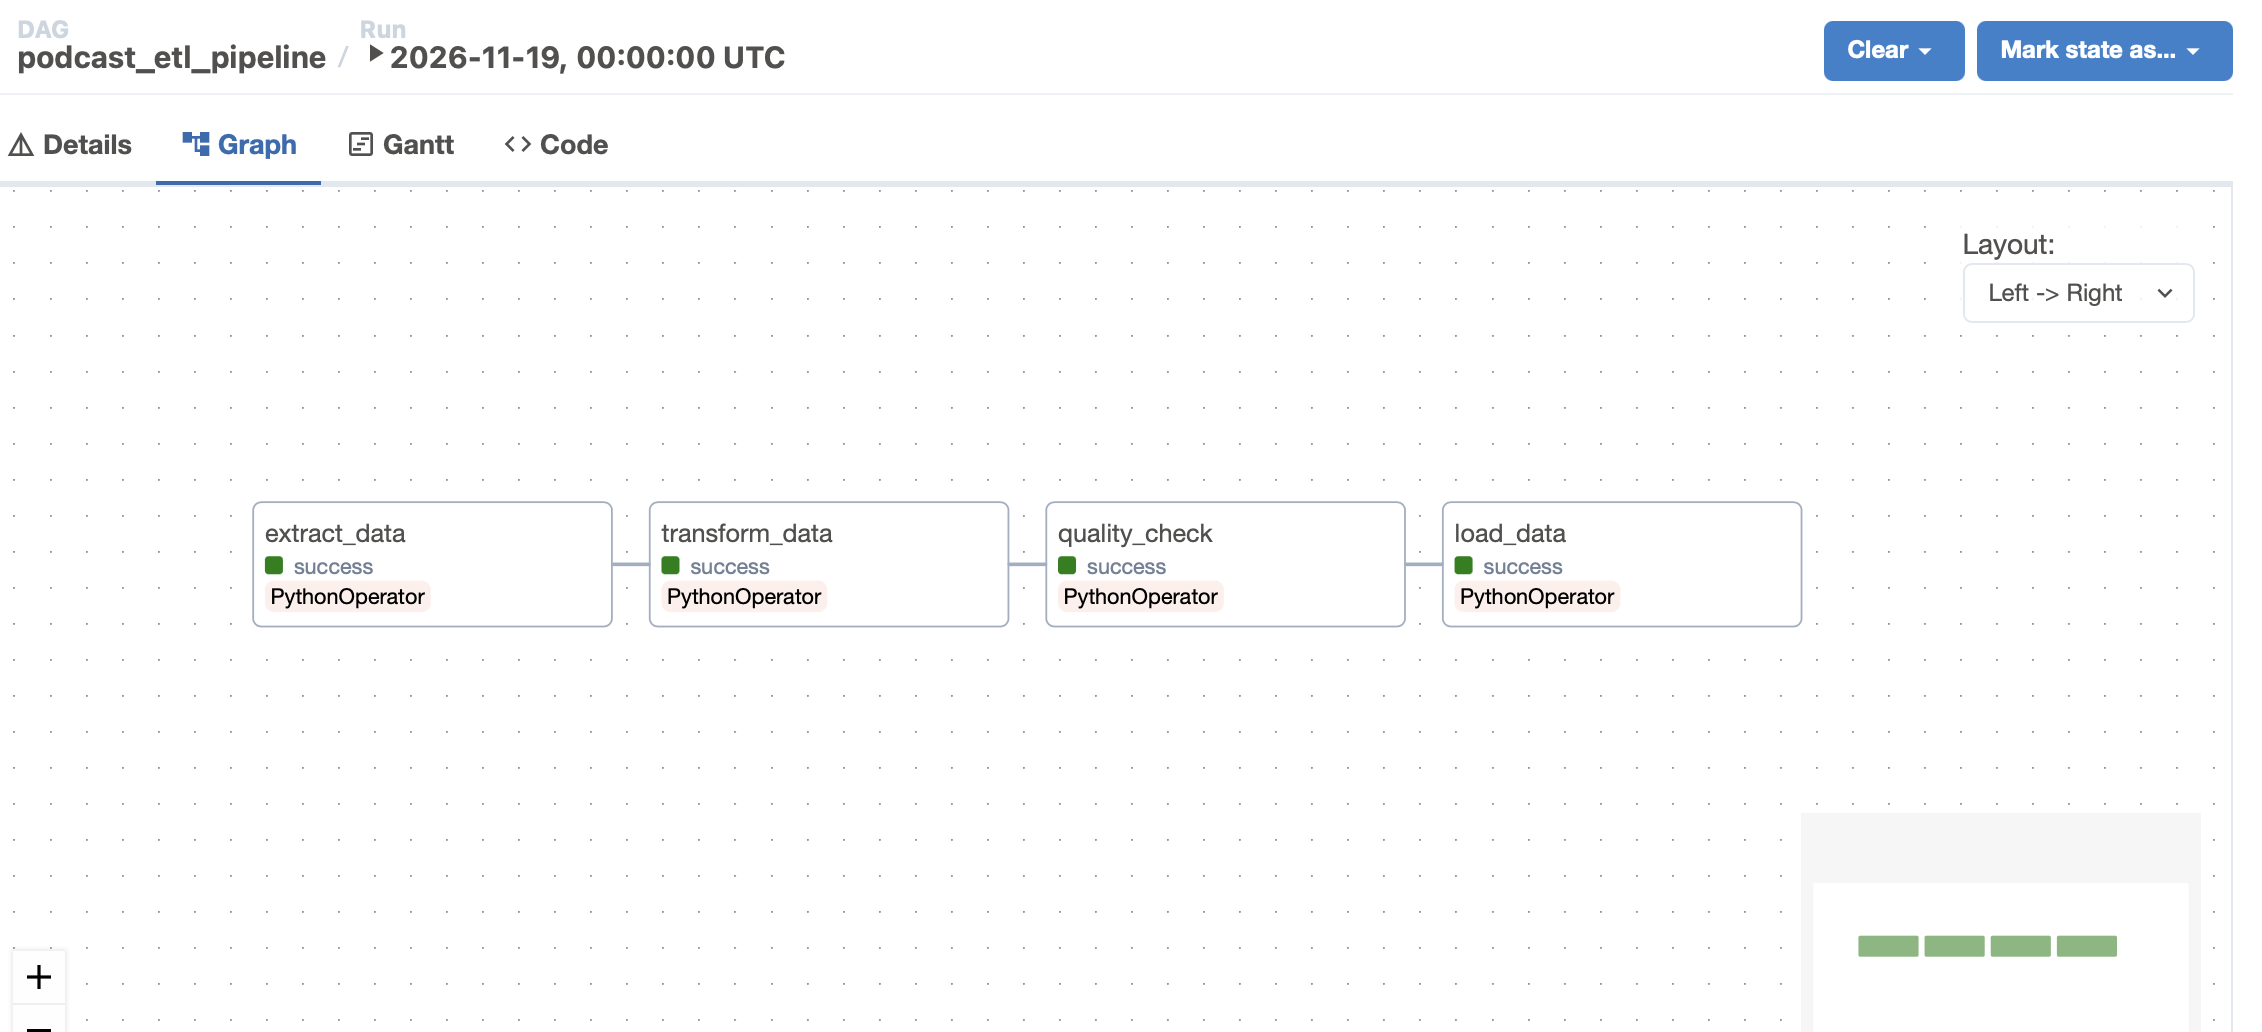 DAG
podcast_etl_pipeline
/
Run
2026-11-19, 00:00:00 UTC
Clear
Mark state as...
Details
Graph
Gantt
Code
Layout:
Left -> Right
extract_data
success
PythonOperator
transform_data
success
PythonOperator
quality_check
success
PythonOperator
load_data
success
PythonOperator